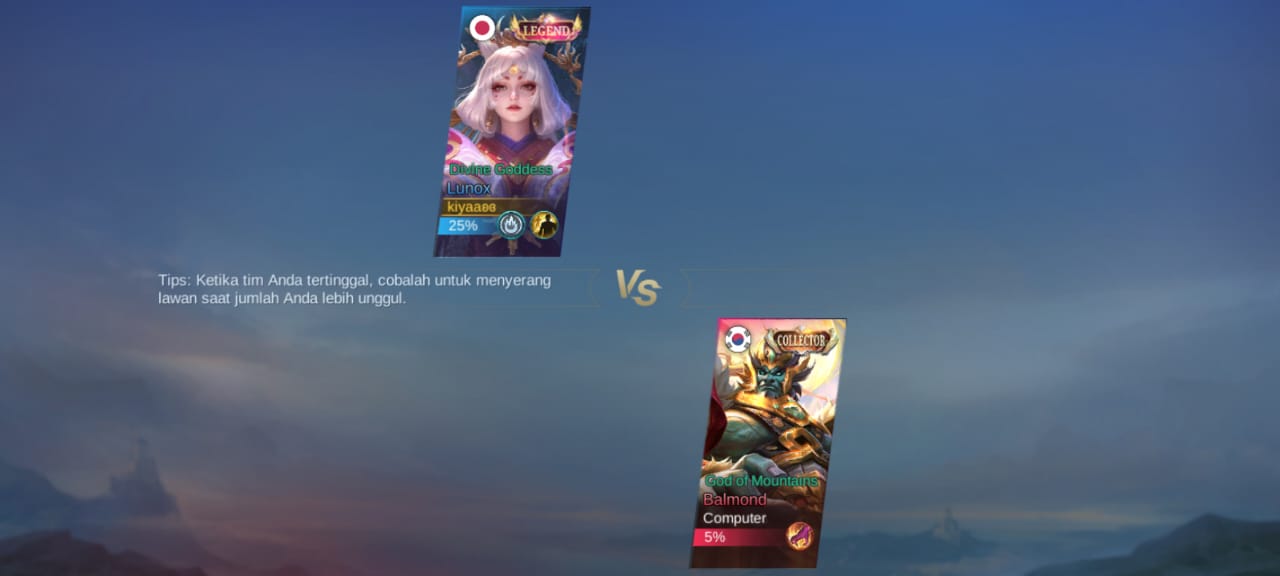 LEGEND
Divine Goddess
Lunox
kiyaaʚɞ
25%
Tips: Ketika tim Anda tertinggal, cobalah untuk menyerang
lawan saat jumlah Anda lebih unggul.
VS
COLLECTOR
God of Mountains
Balmond
Computer
5%